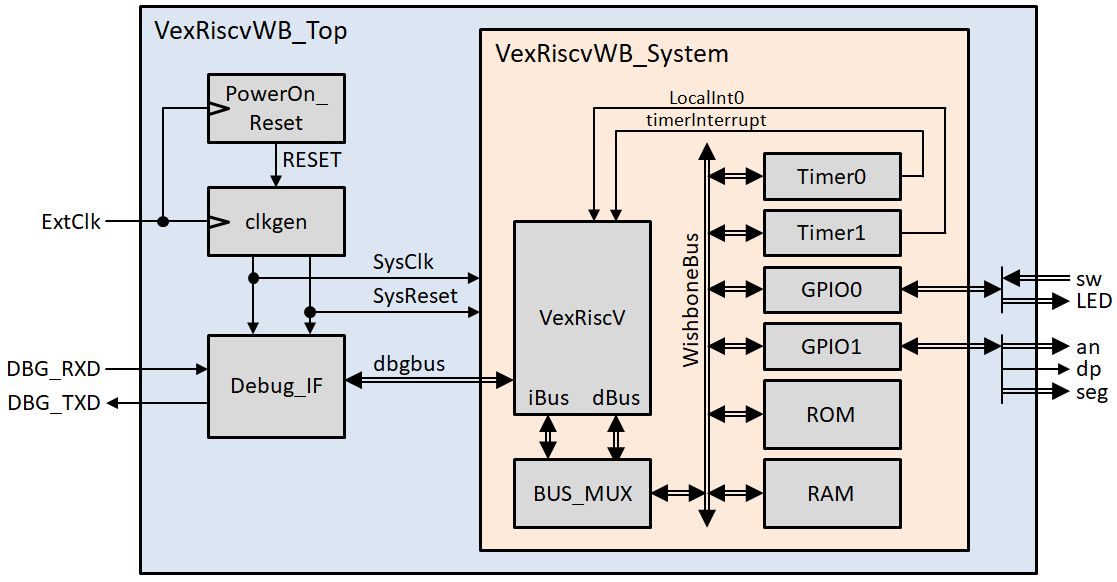 VexRiscvWB_Top
VexRiscvWB_System
PowerOn_
Reset
RESET
ExtClk
clkgen
SysClk
SysReset
DBG_RXD
DBG_TXD
Debug_IF
dbgbus
LocalInt0
timerInterrupt
VexRiscV
iBus dBus
BUS_MUX
WishboneBus
Timer0
Timer1
GPIO0
GPIO1
ROM
RAM
sw
LED
an
dp
seg